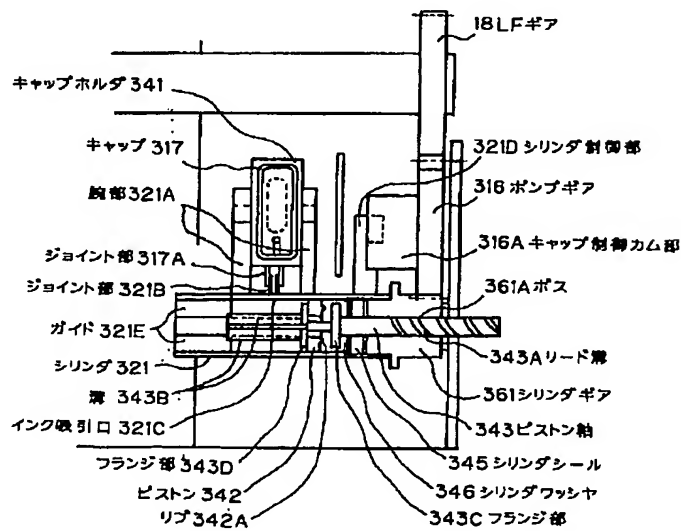 18LFギア
キャップホルダ341
キャップ317
321Dシリンダ制御部
腕部321A
316ポンプギア
316Aキャップ制御カム部
ジョイント部317A
ジョイント部321B
361Aボス
ガイド321E
343Aリード溝
シリンダ321
361シリンダギア
溝343B
インク吸引口321C
343ピストン軸
フランジ部343D
345シリンダシール
ピストン342
346シリンダワッシャ
リブ342A
343Cフランジ部